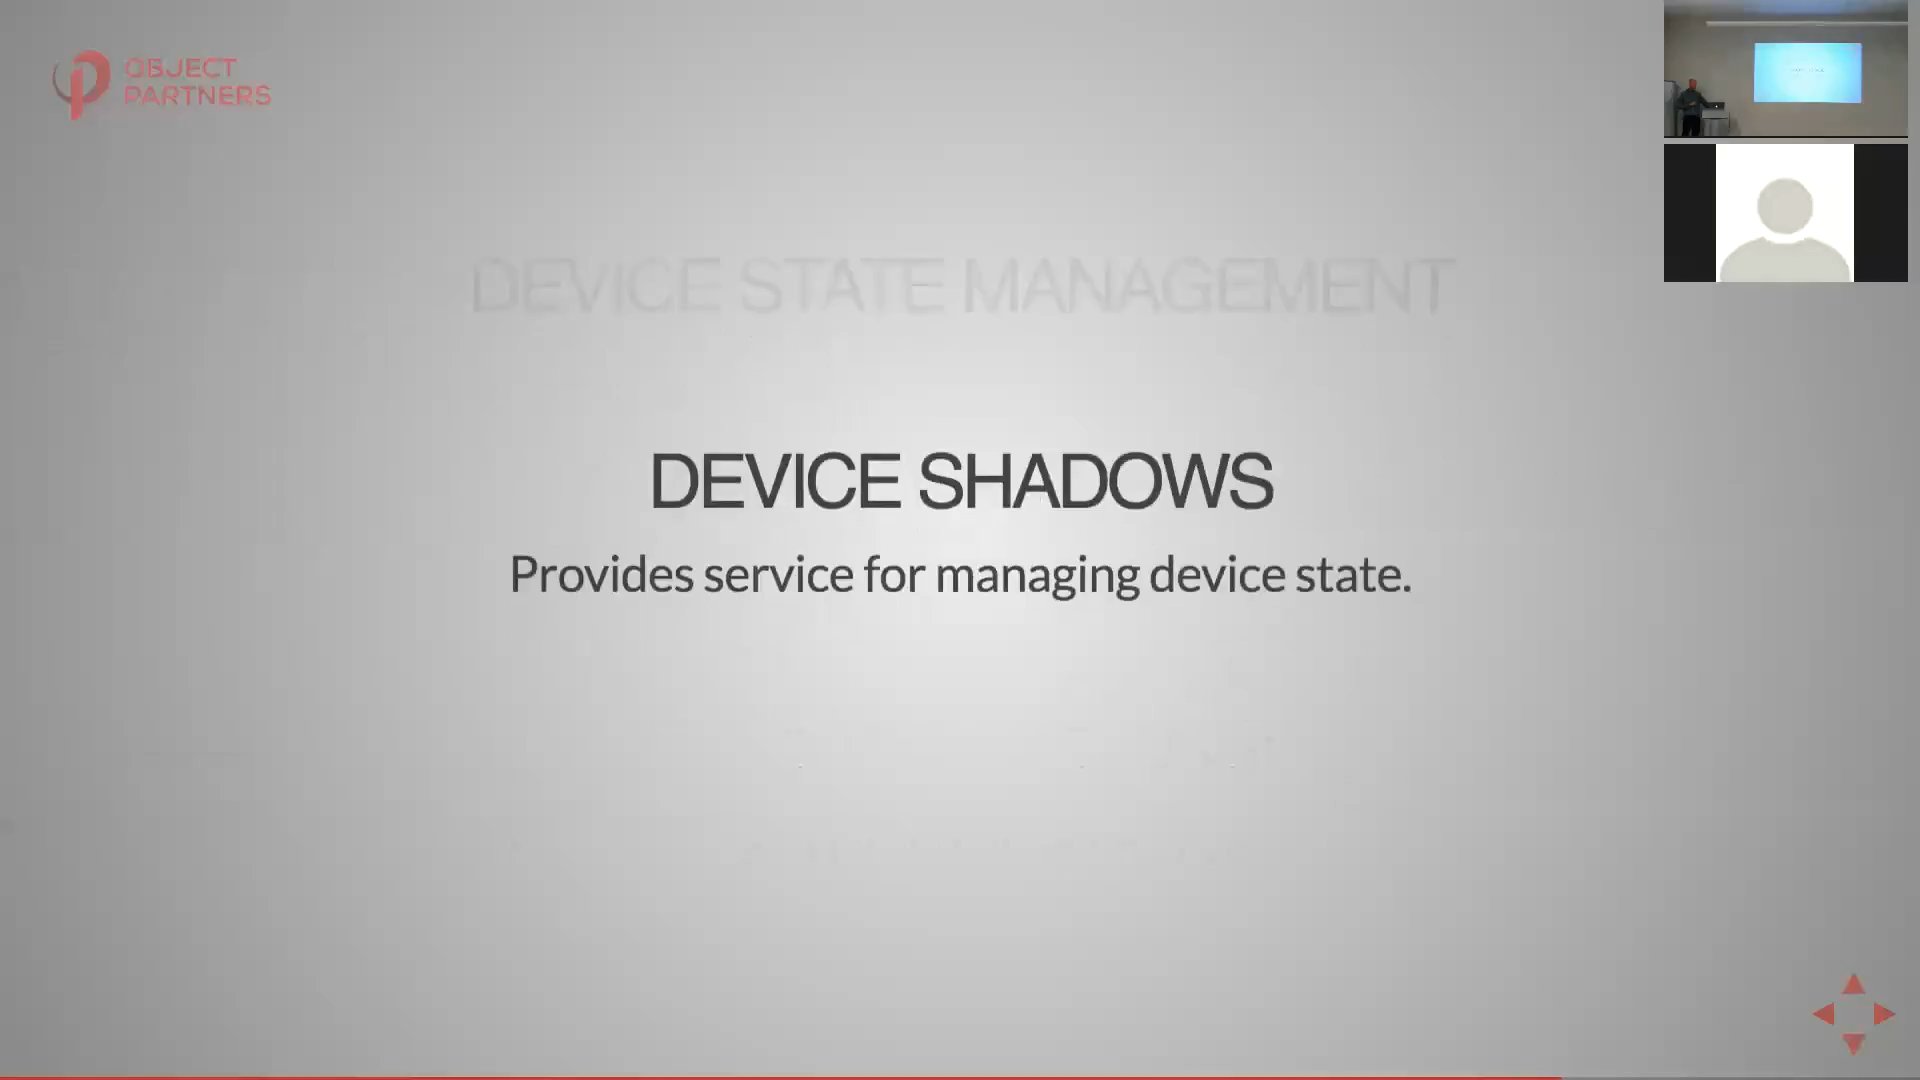 OBJECT
PARTNERS
DEVICE STATE MANAGEMENT
DEVICE SHADOWS
Provides service for managing device state.